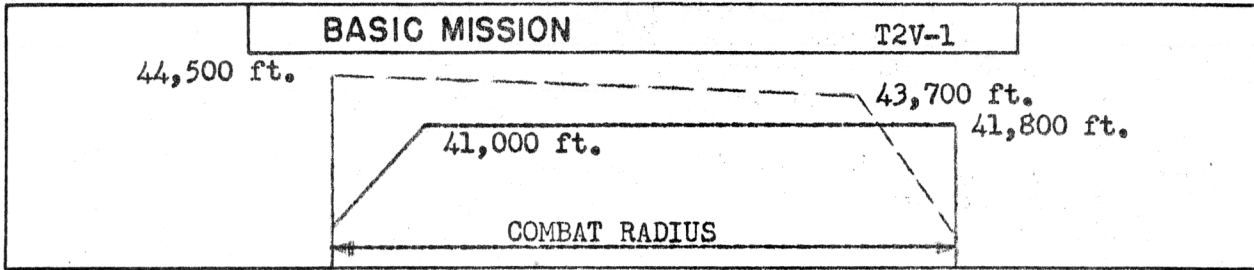 BASIC MISSION T2V-1
44,500 ft.
43,700 ft.
41,800 ft.
41,000 ft.
COMBAT RADIUS